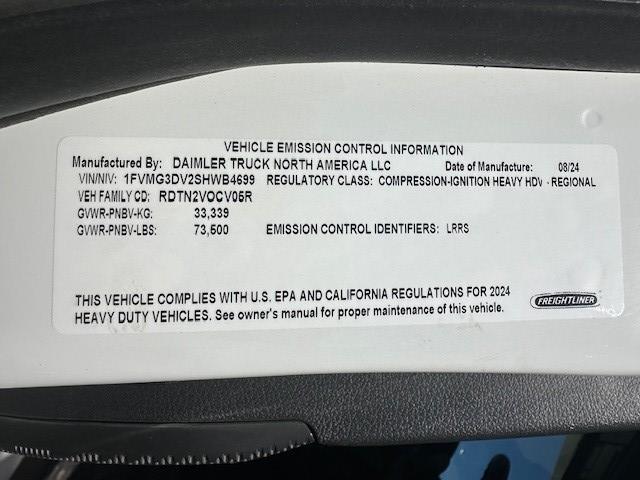 VEHICLE EMISSION CONTROL INFORMATION
Manufactured By: DAIMLER TRUCK NORTH AMERICA LLC Date of Manufacture: 08/24
VIN/NIV: 1FVMG3DV2SHWB4699 REGULATORY CLASS: COMPRESSION-IGNITION HEAVY HDV - REGIONAL
VEH FAMILY CD: RDTN2VOCV05R
GVWR-PNBV-KG: 33,339
GVWR-PNBV-LBS: 73,500 EMISSION CONTROL IDENTIFIERS: LRRS
THIS VEHICLE COMPLIES WITH U.S. EPA AND CALIFORNIA REGULATIONS FOR 2024
HEAVY DUTY VEHICLES. See owner's manual for proper maintenance of this vehicle.
FREIGHTLINER